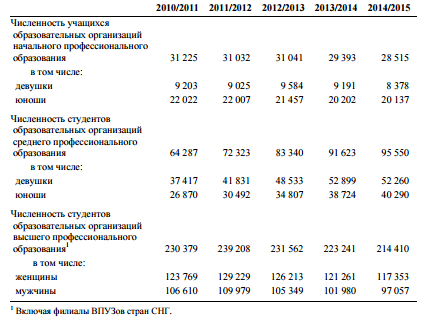 2010/2011 2011/2012 2012/2013 2013/2014 2014/2015
Численность учащихся
образовательных организаций
начального профессионального
образования 31 225 31 032 31 041 29 393 28 515
в том числе:
девушки 9 203 9 025 9 584 9 191 8 378
юноши 22 022 22 007 21 457 20 202 20 137
Численность студентов
образовательных организаций
среднего профессионального
образования 64 287 72 323 83 340 91 623 95 550
в том числе:
девушки 37 417 41 831 48 533 52 899 52 260
юноши 26 870 30 492 34 807 38 724 40 290
Численность студентов
образовательных организаций
высшего профессионального
образования¹ 230 379 239 208 231 562 223 241 214 410
в том числе:
женщины 123 769 129 229 126 213 121 261 117 353
мужчины 106 610 109 979 105 349 101 980 97 057
¹ Включая филиалы ВПУЗов стран СНГ.